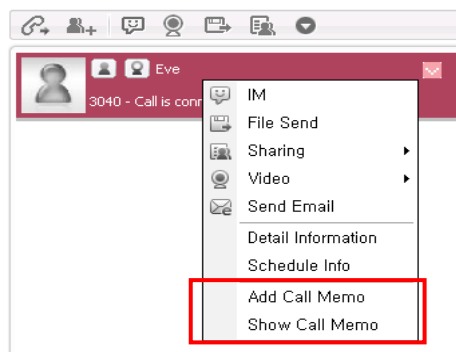 Eve
3040 - Call is conn
IM
File Send
Sharing
Video
Send Email
Detail Information
Schedule Info
Add Call Memo
Show Call Memo